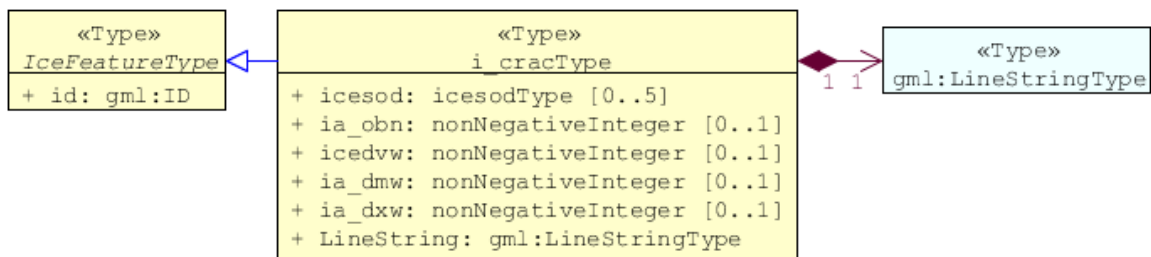 «Type»
IceFeatureType
+ id: gml:ID
«Type»
i_cracType
+ icesod: icesodType [0..5]
+ ia_obn: nonNegativeInteger [0..1]
+ icedvw: nonNegativeInteger [0..1]
+ ia_dmw: nonNegativeInteger [0..1]
+ ia_dxw: nonNegativeInteger [0..1]
+ LineString: gml:LineStringType
1 1
«Type»
gml:LineStringType